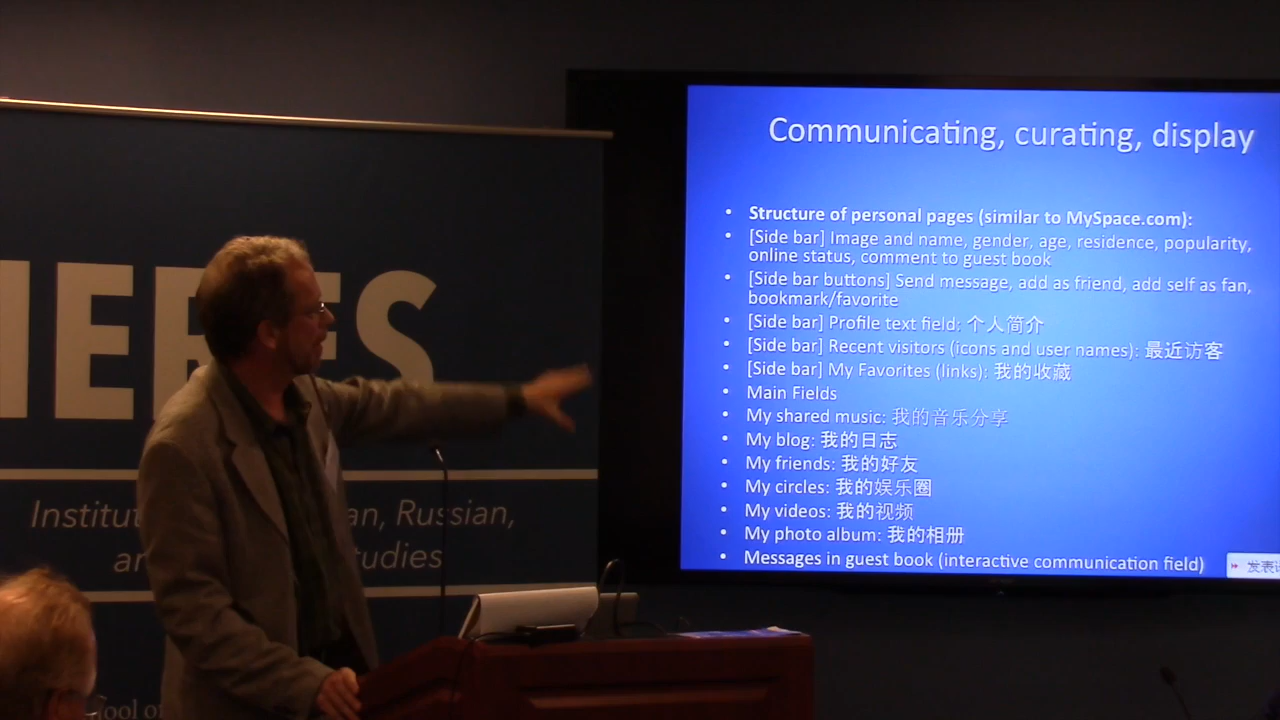 IERES
Institut an, Russian,
an tudies
ool of
Communicating, curating, display
• Structure of personal pages (similar to MySpace.com):
• [Side bar] Image and name, gender, age, residence, popularity,
online status, comment to guest book
• [Side bar buttons] Send message, add as friend, add self as fan,
bookmark/favorite
• [Side bar] Profile text field: 个人简介
• [Side bar] Recent visitors (icons and user names): 最近访客
• [Side bar] My Favorites (links): 我的收藏
• Main Fields
• My shared music: 我的音乐分享
• My blog: 我的日志
• My friends: 我的好友
• My circles: 我的娱乐圈
• My videos: 我的视频
• My photo album: 我的相册
• Messages in guest book (interactive communication field)
发表